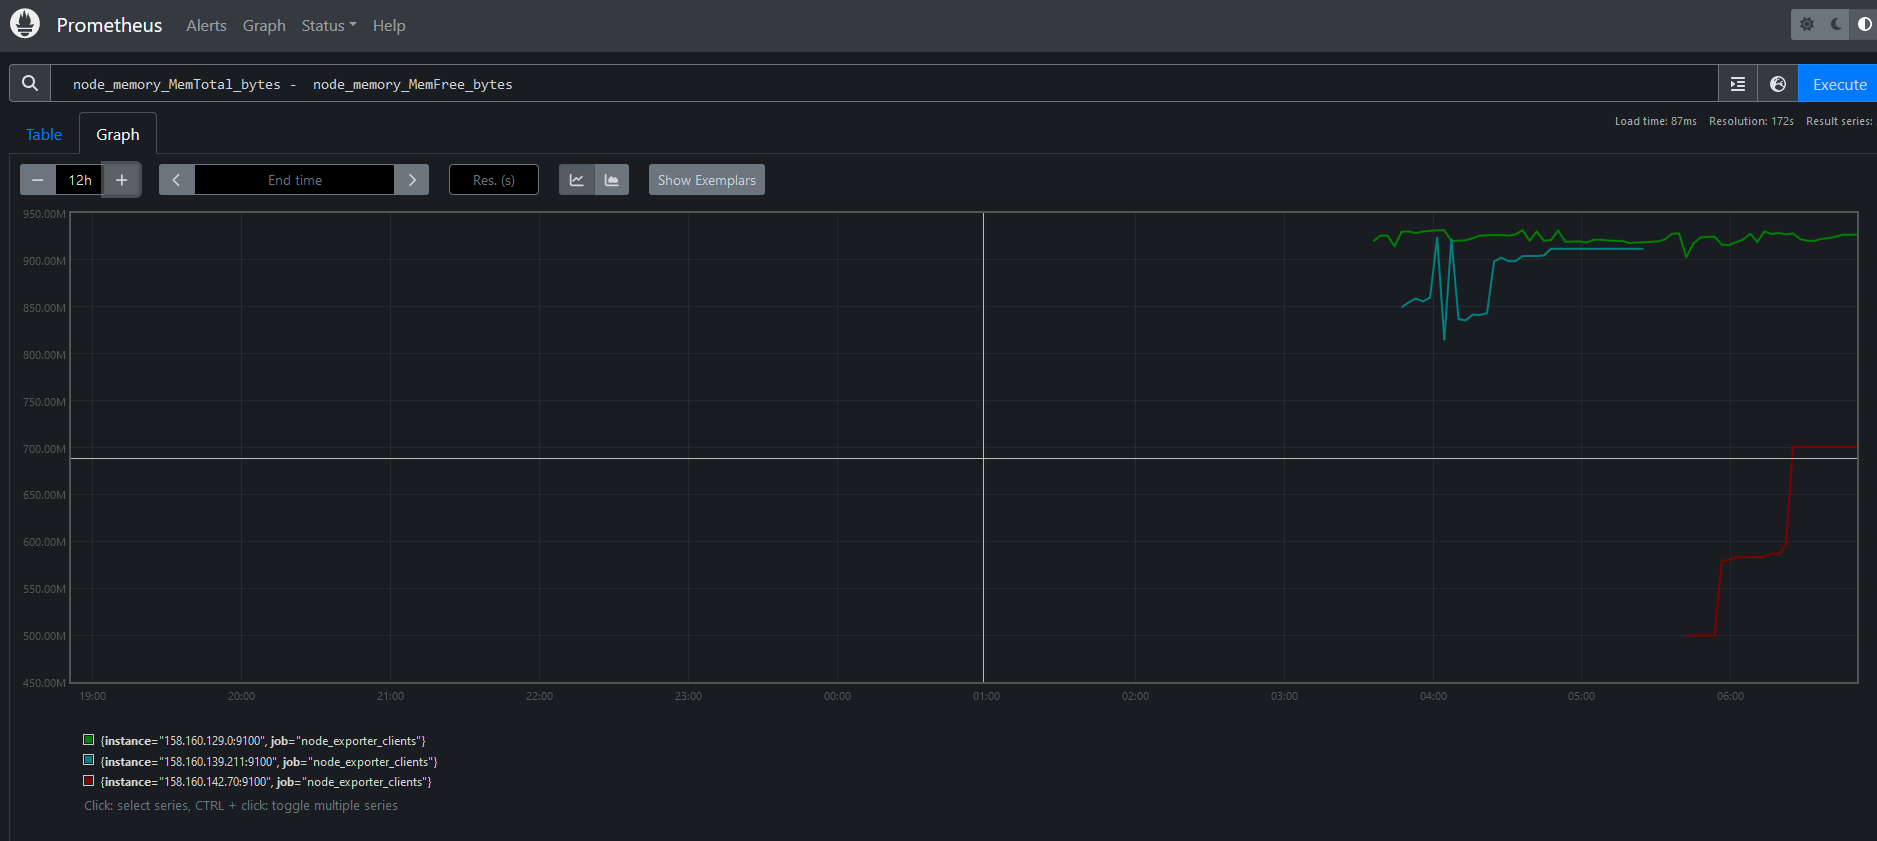 Prometheus Alerts Graph Status Help
node_memory_MemTotal_bytes - node_memory_MemFree_bytes Execute
Load time: 87ms Resolution: 172s Result series:
Table Graph
− 12h + End time Res. (s) Show Exemplars
950.00M
900.00M
850.00M
800.00M
750.00M
700.00M
650.00M
600.00M
550.00M
500.00M
450.00M
19:00 20:00 21:00 22:00 23:00 00:00 01:00 02:00 03:00 04:00 05:00 06:00
{instance="158.160.129.0:9100", job="node_exporter_clients"}
{instance="158.160.139.211:9100", job="node_exporter_clients"}
{instance="158.160.142.70:9100", job="node_exporter_clients"}
Click: select series, CTRL + click: toggle multiple series